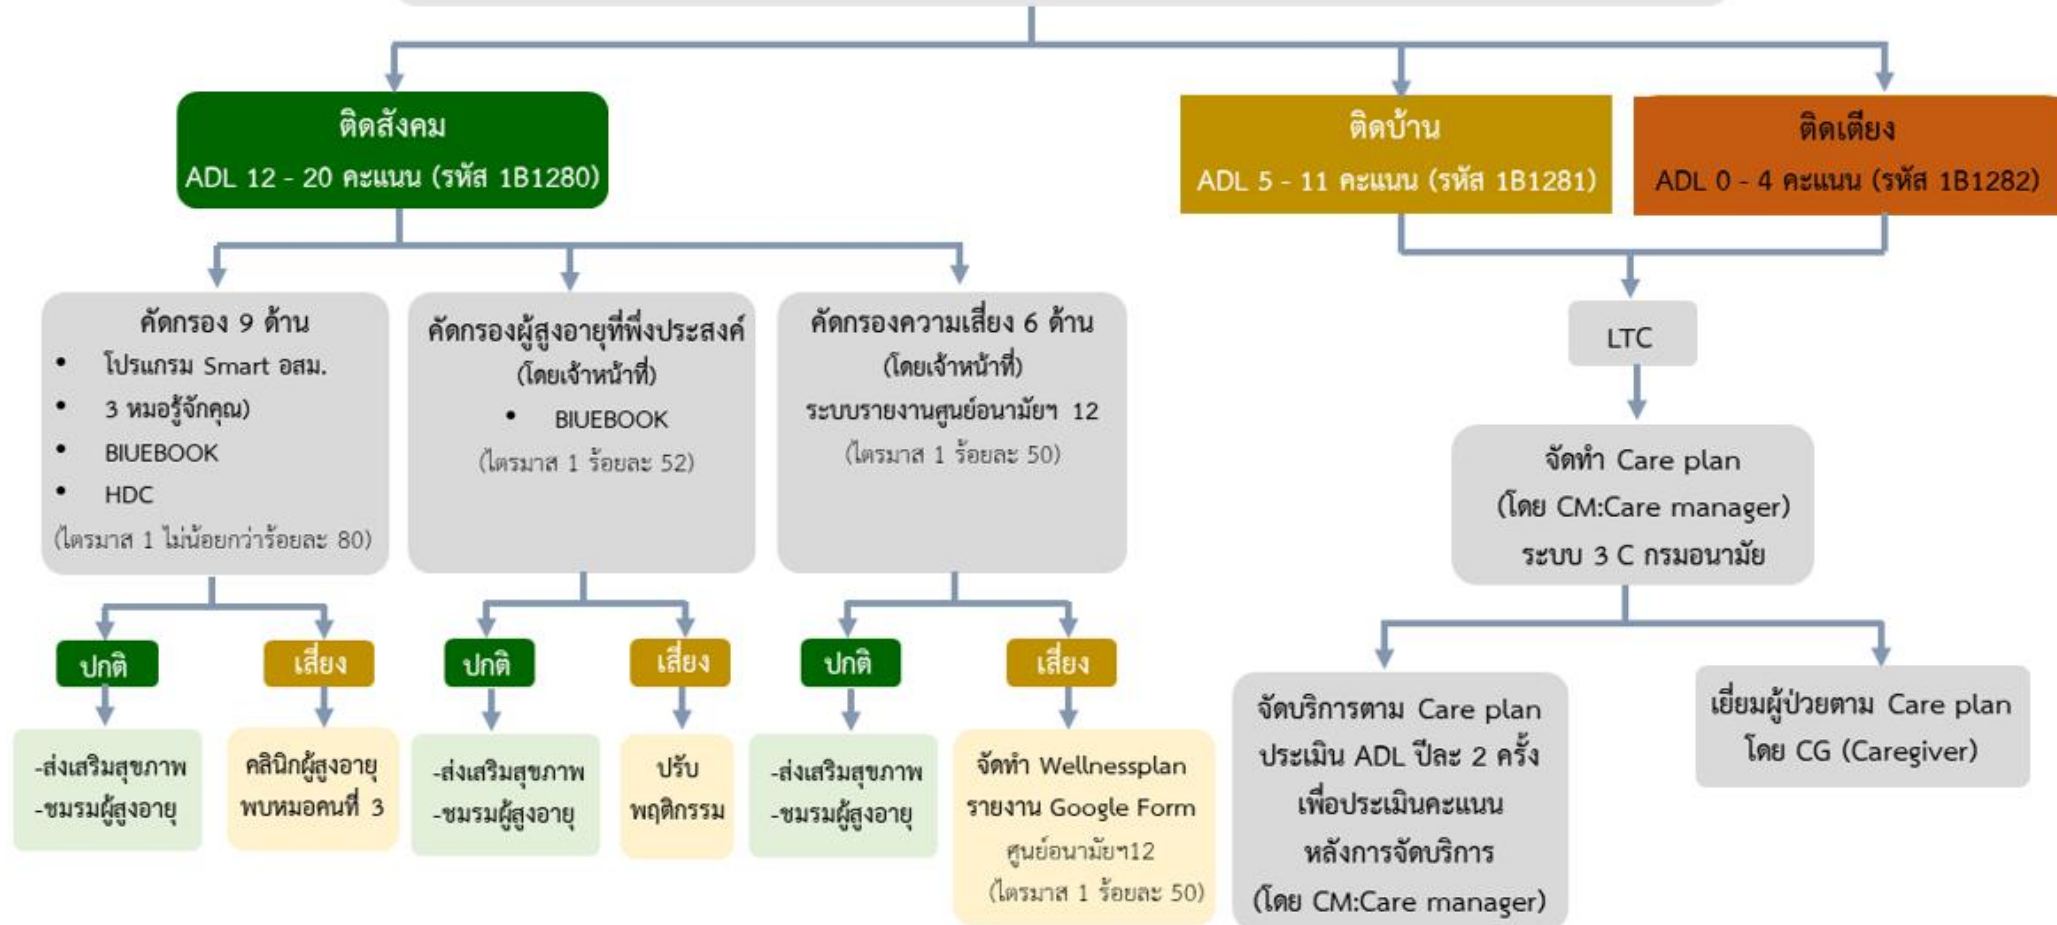 ติดสังคม
ADL 12 - 20 คะแนน (รหัส 1B1280)
ติดบ้าน
ADL 5 - 11 คะแนน (รหัส 1B1281)
ติดเตียง
ADL 0 - 4 คะแนน (รหัส 1B1282)
คัดกรอง 9 ด้าน
• โปรแกรม Smart อสม.
• 3 หมอรู้จักคุณ)
• BIUEBOOK
• HDC
(ไตรมาส 1 ไม่น้อยกว่าร้อยละ 80)
คัดกรองผู้สูงอายุที่พึ่งประสงค์
(โดยเจ้าหน้าที่)
• BIUEBOOK
(ไตรมาส 1 ร้อยละ 52)
คัดกรองความเสี่ยง 6 ด้าน
(โดยเจ้าหน้าที่)
ระบบรายงานศูนย์อนามัยฯ 12
(ไตรมาส 1 ร้อยละ 50)
LTC
จัดทำ Care plan
(โดย CM:Care manager)
ระบบ 3 C กรมอนามัย
ปกติ
เสี่ยง
ปกติ
เสี่ยง
ปกติ
เสี่ยง
-ส่งเสริมสุขภาพ
-ชมรมผู้สูงอายุ
คลินิกผู้สูงอายุ
พบหมอคนที่ 3
-ส่งเสริมสุขภาพ
-ชมรมผู้สูงอายุ
ปรับ
พฤติกรรม
-ส่งเสริมสุขภาพ
-ชมรมผู้สูงอายุ
จัดทำ Wellnessplan
รายงาน Google Form
ศูนย์อนามัยฯ12
(ไตรมาส 1 ร้อยละ 50)
จัดบริการตาม Care plan
ประเมิน ADL ปีละ 2 ครั้ง
เพื่อประเมินคะแนน
หลังการจัดบริการ
(โดย CM:Care manager)
เยี่ยมผู้ป่วยตาม Care plan
โดย CG (Caregiver)